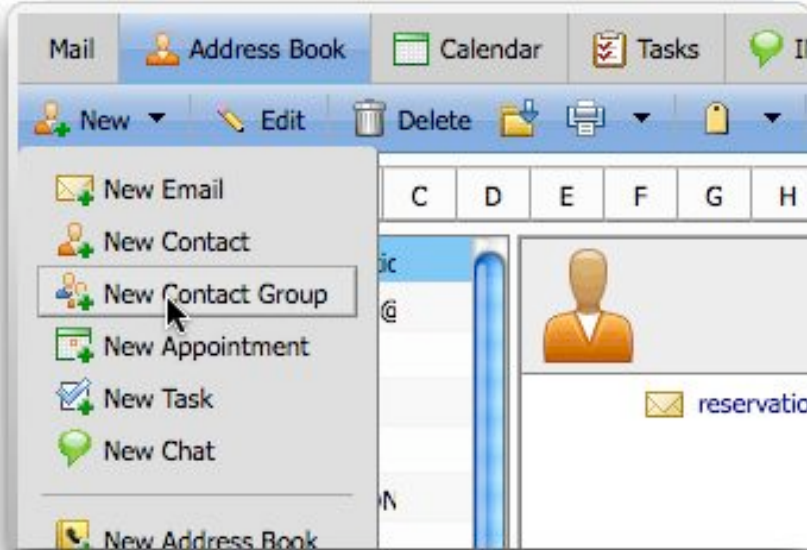 Mail Address Book Calendar Tasks
New Edit Delete
New Email
C D E F G H
New Contact
New Contact Group
@
New Appointment
New Task
New Chat
New Address Book